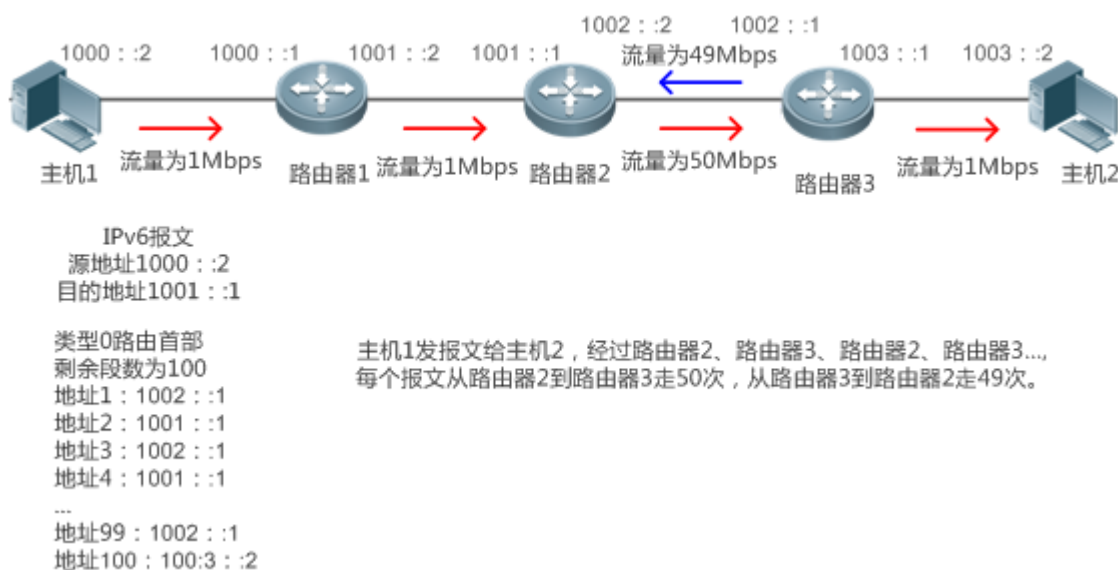 1002：:2 1002：:1
1000：:2 1000：:1 1001：:2 1001：:1 流量为49Mbps 1003：:1 1003：:2
流量为1Mbps 流量为1Mbps 流量为50Mbps 流量为1Mbps
主机1 路由器1 路由器2 路由器3 主机2
IPv6报文
源地址1000：:2
目的地址1001：:1
类型0路由首部
剩余段数为100
地址1：1002：:1
地址2：1001：:1
地址3：1002：:1
地址4：1001：:1
...
地址99：1002：:1
地址100：100:3：:2
主机1发报文给主机2，经过路由器2、路由器3、路由器2、路由器3...,
每个报文从路由器2到路由器3走50次，从路由器3到路由器2走49次。